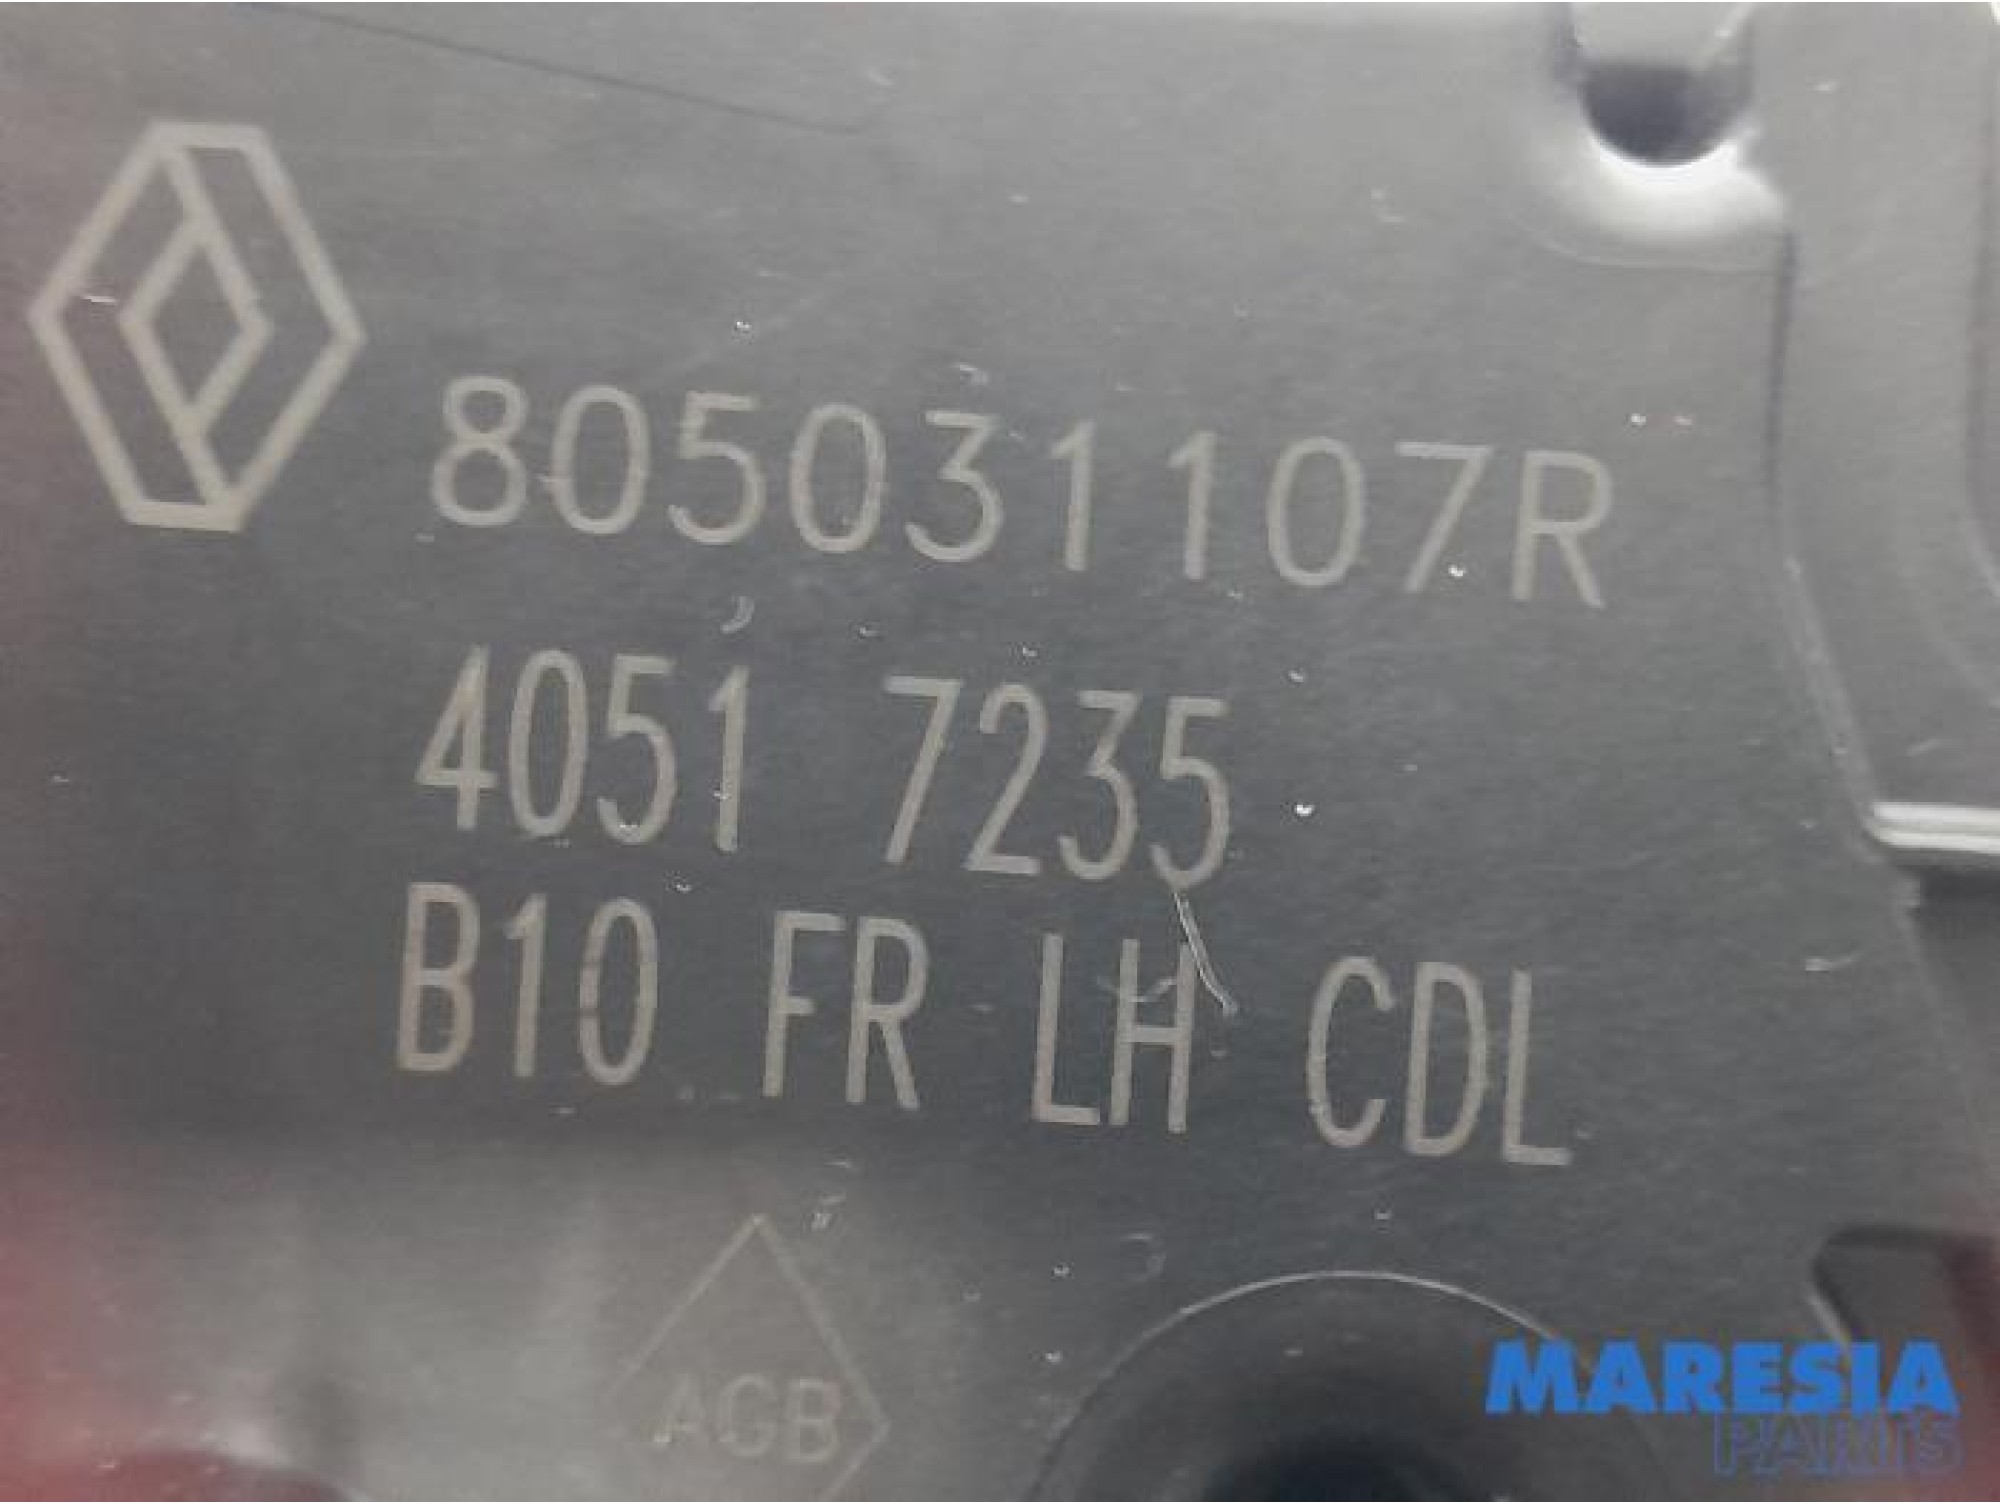 805031107R
4051 7235
B10 FR LH CDL
AGB
MARESIA
PARTS